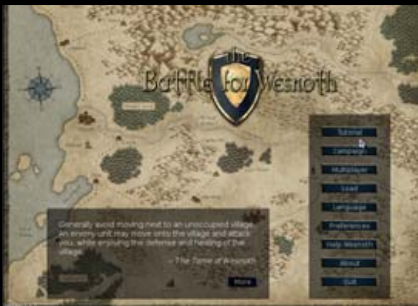 the
Battle for Wesnoth
Tutorial
Campaign
Multiplayer
Load
Language
Preferences
Help Wesnoth
About
Quit
Generally avoid moving next to an unoccupied village.
An enemy unit may move onto the village and attack
you, while enjoying the defense and healing of the
village.
― The Tome of Wesnoth
More